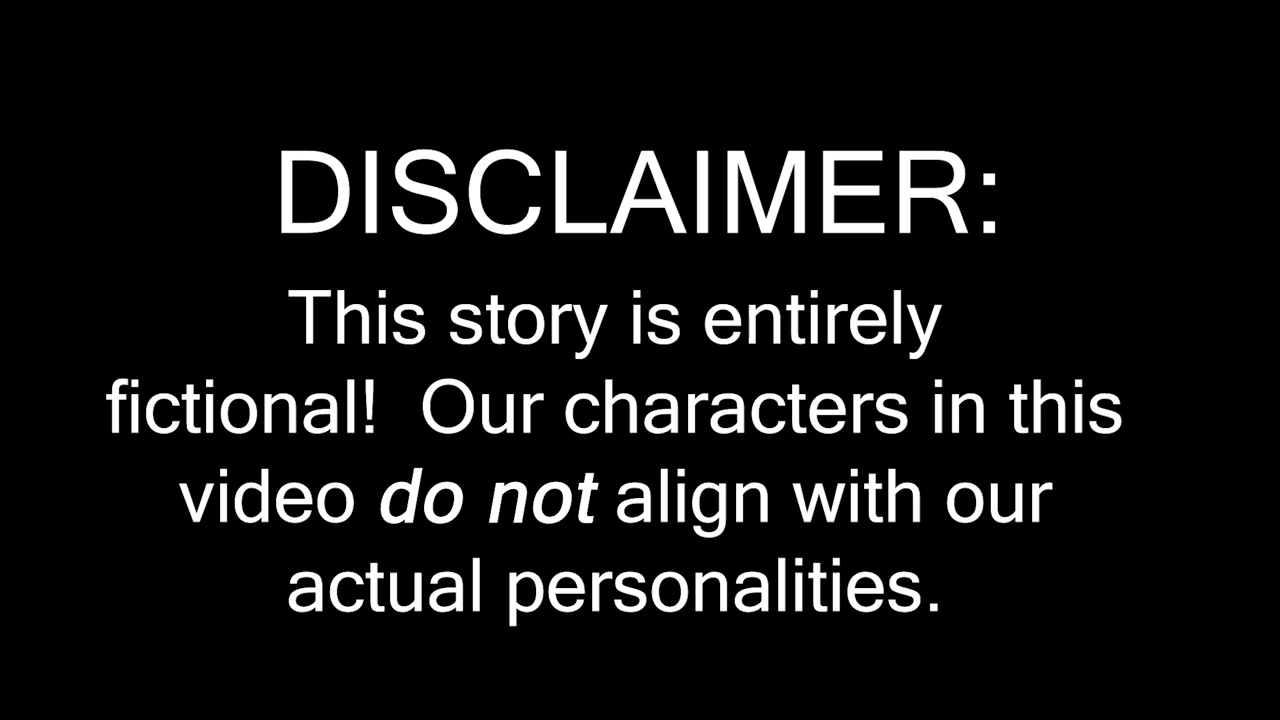 DISCLAIMER:
This story is entirely
fictional!  Our characters in this
video do not align with our
actual personalities.